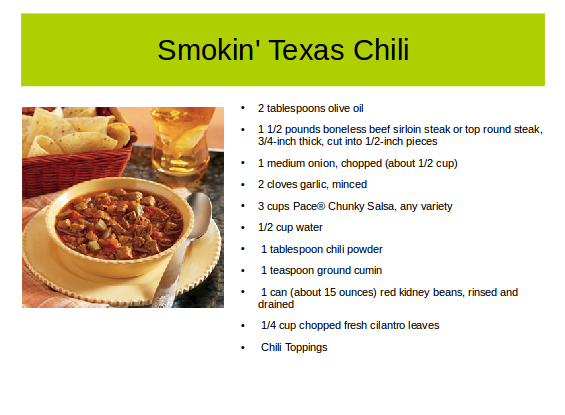 Smokin' Texas Chili
• 2 tablespoons olive oil
• 1 1/2 pounds boneless beef sirloin steak or top round steak,
3/4-inch thick, cut into 1/2-inch pieces
• 1 medium onion, chopped (about 1/2 cup)
• 2 cloves garlic, minced
• 3 cups Pace® Chunky Salsa, any variety
• 1/2 cup water
• 1 tablespoon chili powder
• 1 teaspoon ground cumin
• 1 can (about 15 ounces) red kidney beans, rinsed and
drained
• 1/4 cup chopped fresh cilantro leaves
• Chili Toppings